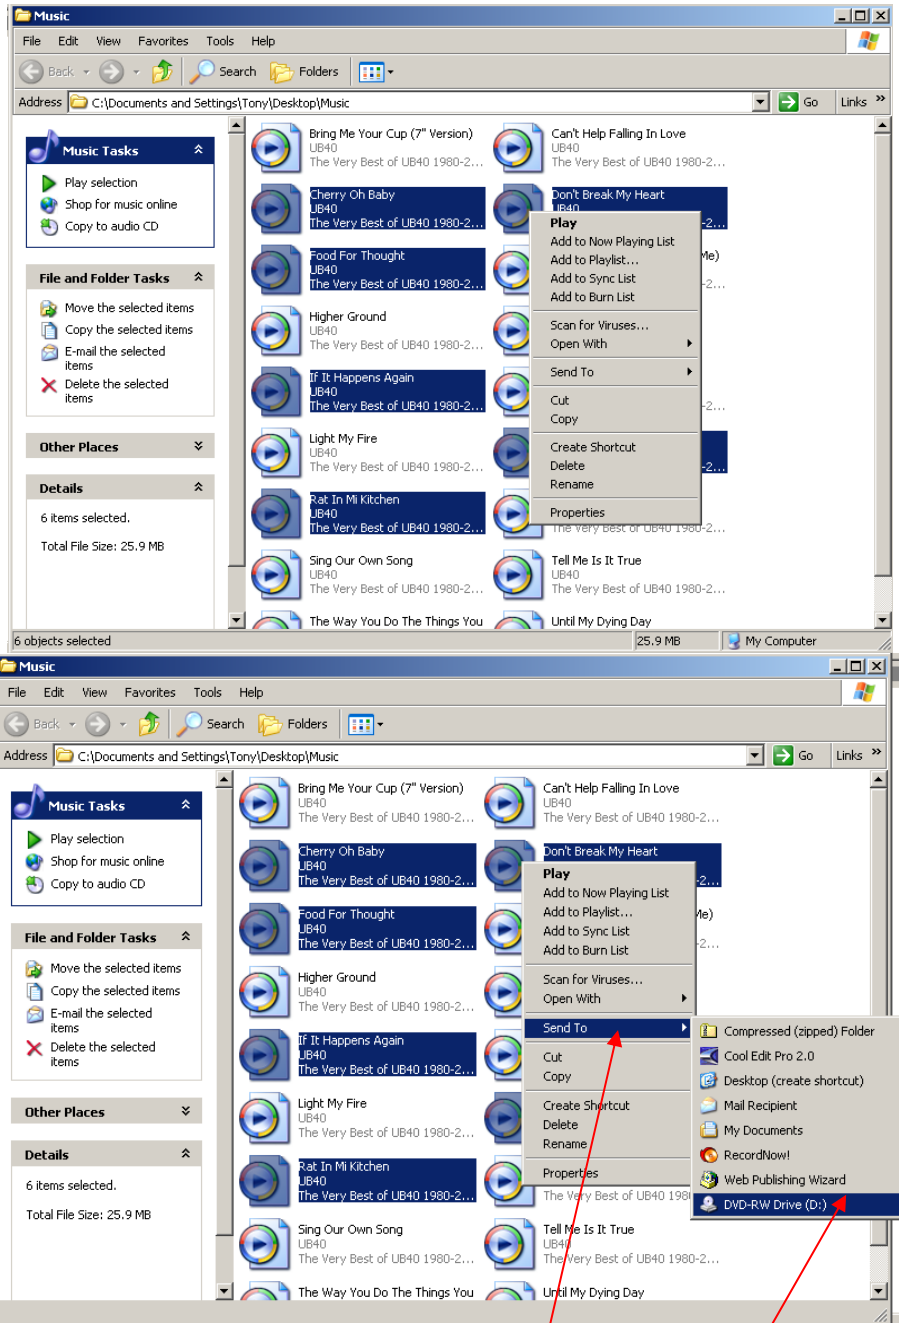 Music
File Edit View Favorites Tools Help
Back Search Folders
Address C:\Documents and Settings\Tony\Desktop\Music Go Links »
Music Tasks
Play selection
Shop for music online
Copy to audio CD
File and Folder Tasks
Move the selected items
Copy the selected items
E-mail the selected
items
Delete the selected
items
Other Places
Details
6 items selected.
Total File Size: 25.9 MB
Bring Me Your Cup (7" Version)
UB40
The Very Best of UB40 1980-2...
Can't Help Falling In Love
UB40
The Very Best of UB40 1980-2...
Cherry Oh Baby
UB40
The Very Best of UB40 1980-2...
Don't Break My Heart
UB40
-2...
Food For Thought
UB40
The Very Best of UB40 1980-2...
Me)
-2...
Higher Ground
UB40
The Very Best of UB40 1980-2...
If It Happens Again
UB40
The Very Best of UB40 1980-2...
-2...
Light My Fire
UB40
The Very Best of UB40 1980-2...
-2...
Rat In Mi Kitchen
UB40
The Very Best of UB40 1980-2...
The Very Best of UB40 1980-2...
Sing Our Own Song
UB40
The Very Best of UB40 1980-2...
Tell Me Is It True
UB40
The Very Best of UB40 1980-2...
The Way You Do The Things You
Until My Dying Day
Play
Add to Now Playing List
Add to Playlist...
Add to Sync List
Add to Burn List
Scan for Viruses...
Open With
Send To
Cut
Copy
Create Shortcut
Delete
Rename
Properties
6 objects selected 25.9 MB My Computer
Music
File Edit View Favorites Tools Help
Back Search Folders
Address C:\Documents and Settings\Tony\Desktop\Music Go Links »
Music Tasks
Play selection
Shop for music online
Copy to audio CD
File and Folder Tasks
Move the selected items
Copy the selected items
E-mail the selected
items
Delete the selected
items
Other Places
Details
6 items selected.
Total File Size: 25.9 MB
Bring Me Your Cup (7" Version)
UB40
The Very Best of UB40 1980-2...
Can't Help Falling In Love
UB40
The Very Best of UB40 1980-2...
Cherry Oh Baby
UB40
The Very Best of UB40 1980-2...
Don't Break My Heart
-2...
Food For Thought
UB40
The Very Best of UB40 1980-2...
Me)
-2...
Higher Ground
UB40
The Very Best of UB40 1980-2...
If It Happens Again
UB40
The Very Best of UB40 1980-2...
Light My Fire
UB40
The Very Best of UB40 1980-2...
Rat In Mi Kitchen
UB40
The Very Best of UB40 1980-2...
The Very Best of UB40 198
Sing Our Own Song
UB40
The Very Best of UB40 1980-2...
Tell Me Is It True
UB40
The Very Best of UB40 1980-2...
The Way You Do The Things You
Until My Dying Day
Play
Add to Now Playing List
Add to Playlist...
Add to Sync List
Add to Burn List
Scan for Viruses...
Open With
Send To
Cut
Copy
Create Shortcut
Delete
Rename
Properties
Compressed (zipped) Folder
Cool Edit Pro 2.0
Desktop (create shortcut)
Mail Recipient
My Documents
RecordNow!
Web Publishing Wizard
DVD-RW Drive (D:)